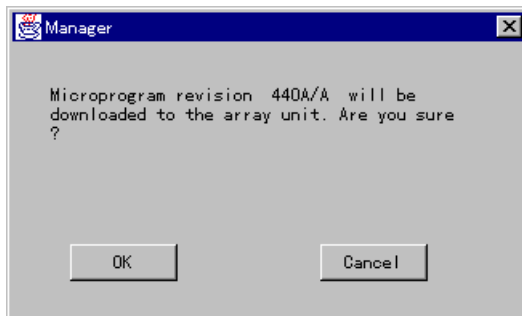 Manager
Microprogram revision 440A/A will be
downloaded to the array unit. Are you sure
?
OK Cancel